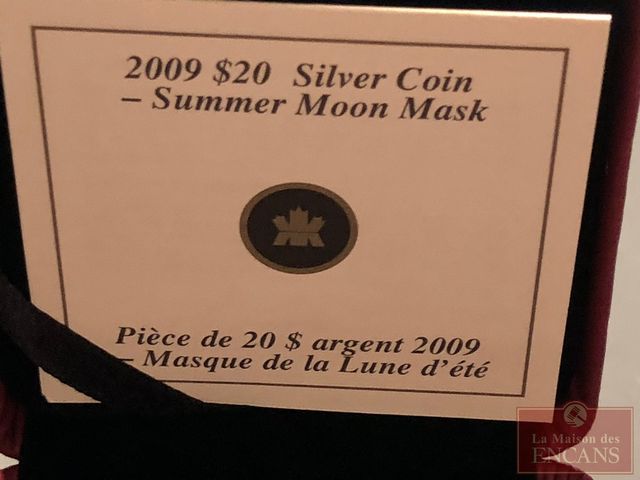 2009 $20 Silver Coin
– Summer Moon Mask
Pièce de 20 $ argent 2009
– Masque de la Lune d'été
La Maison des
ENCANS